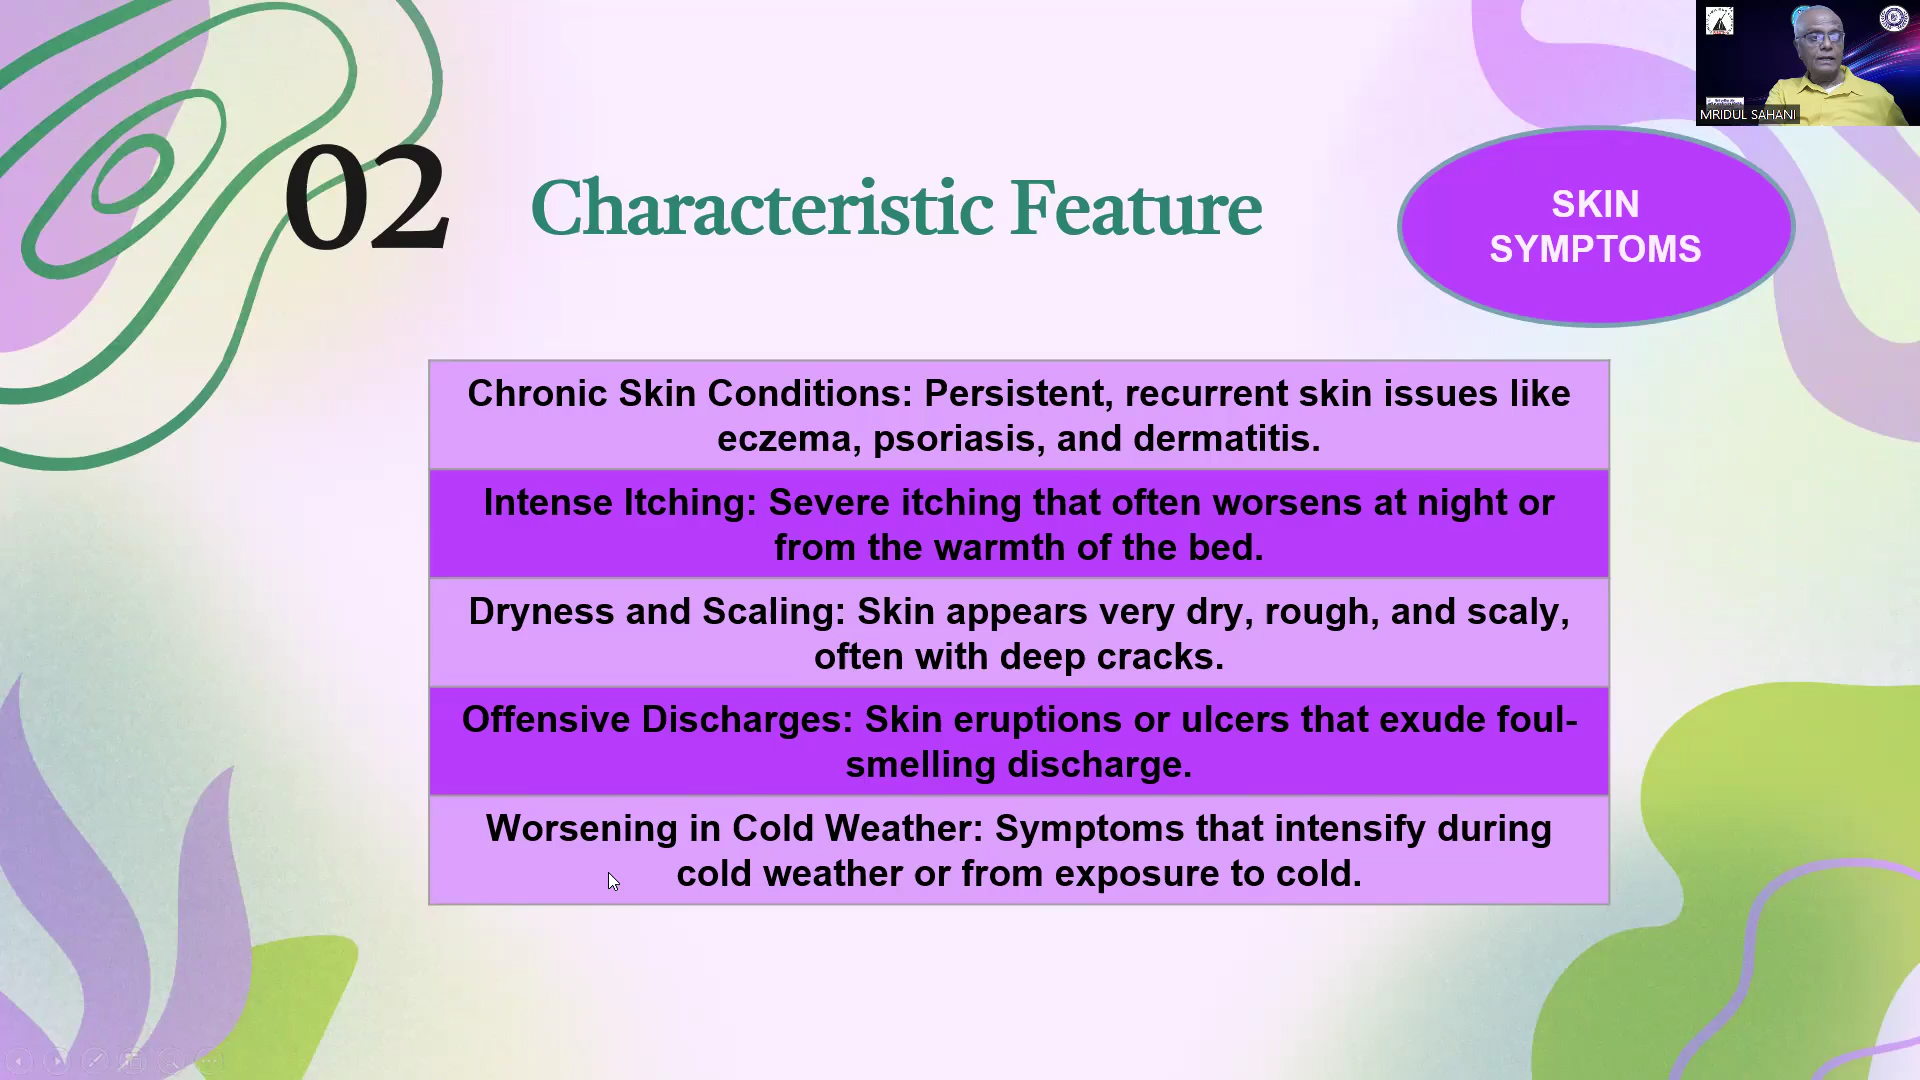 MRIDUL SAHANI
02
Characteristic Feature
SKIN
SYMPTOMS
Chronic Skin Conditions: Persistent, recurrent skin issues like
eczema, psoriasis, and dermatitis.
Intense Itching: Severe itching that often worsens at night or
from the warmth of the bed.
Dryness and Scaling: Skin appears very dry, rough, and scaly,
often with deep cracks.
Offensive Discharges: Skin eruptions or ulcers that exude foul-
smelling discharge.
Worsening in Cold Weather: Symptoms that intensify during
cold weather or from exposure to cold.